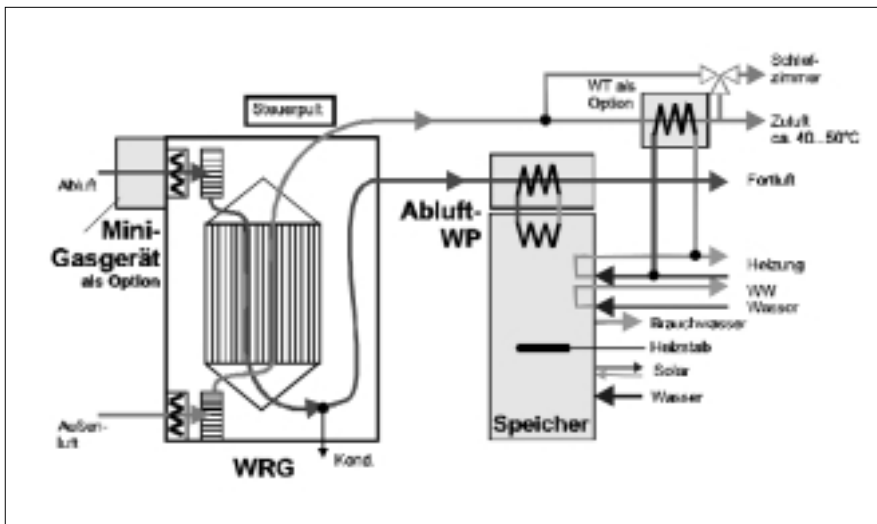 Steuerpult
WT als
Option
Schlaf-
zimmer
Zuluft
ca. 40...50°C
Abluft
Fortluft
Mini-
Gasgerät
als Option
Abluft-
WP
Heizung
WW
Wasser
Brauchwasser
Heizstab
Solar
Wasser
Außen-
luft
Speicher
WRG
Kond.